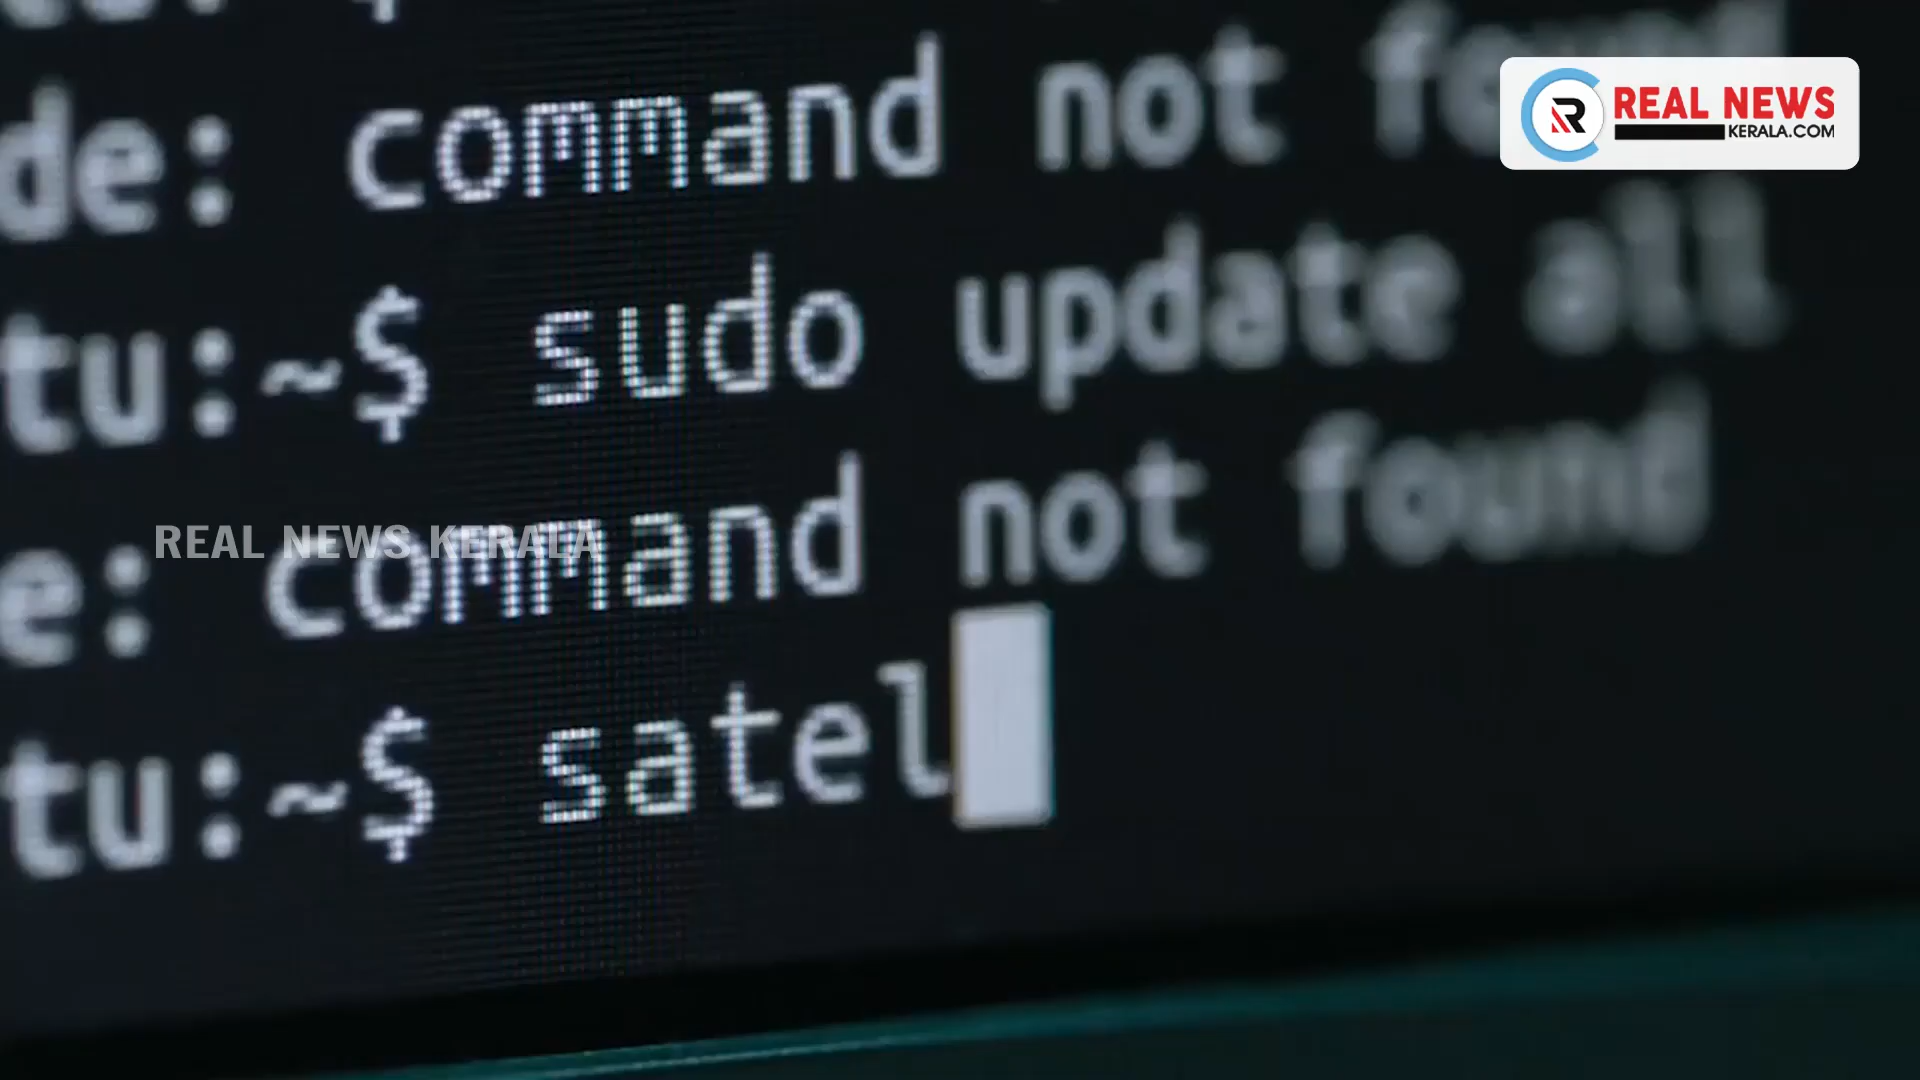 de: command not found
REAL NEWS
KERALA.COM
tu:~$ sudo update all
REAL NEWS KERALA
e: command not found
tu:~$ satel